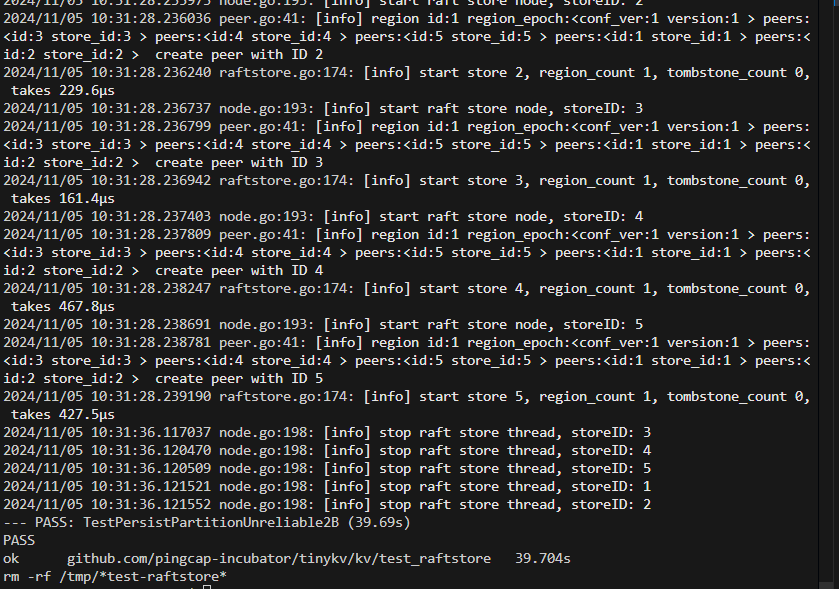 2024/11/05 10:31:28.235975 node.go:193: [info] start raft store node, storeID: 2
2024/11/05 10:31:28.236036 peer.go:41: [info] region id:1 region_epoch:<conf_ver:1 version:1 > peers:
<id:3 store_id:3 > peers:<id:4 store_id:4 > peers:<id:5 store_id:5 > peers:<id:1 store_id:1 > peers:<
id:2 store_id:2 >  create peer with ID 2
2024/11/05 10:31:28.236240 raftstore.go:174: [info] start store 2, region_count 1, tombstone_count 0,
 takes 229.6µs
2024/11/05 10:31:28.236737 node.go:193: [info] start raft store node, storeID: 3
2024/11/05 10:31:28.236799 peer.go:41: [info] region id:1 region_epoch:<conf_ver:1 version:1 > peers:
<id:3 store_id:3 > peers:<id:4 store_id:4 > peers:<id:5 store_id:5 > peers:<id:1 store_id:1 > peers:<
id:2 store_id:2 >  create peer with ID 3
2024/11/05 10:31:28.236942 raftstore.go:174: [info] start store 3, region_count 1, tombstone_count 0,
 takes 161.4µs
2024/11/05 10:31:28.237403 node.go:193: [info] start raft store node, storeID: 4
2024/11/05 10:31:28.237809 peer.go:41: [info] region id:1 region_epoch:<conf_ver:1 version:1 > peers:
<id:3 store_id:3 > peers:<id:4 store_id:4 > peers:<id:5 store_id:5 > peers:<id:1 store_id:1 > peers:<
id:2 store_id:2 >  create peer with ID 4
2024/11/05 10:31:28.238247 raftstore.go:174: [info] start store 4, region_count 1, tombstone_count 0,
 takes 467.8µs
2024/11/05 10:31:28.238691 node.go:193: [info] start raft store node, storeID: 5
2024/11/05 10:31:28.238781 peer.go:41: [info] region id:1 region_epoch:<conf_ver:1 version:1 > peers:
<id:3 store_id:3 > peers:<id:4 store_id:4 > peers:<id:5 store_id:5 > peers:<id:1 store_id:1 > peers:<
id:2 store_id:2 >  create peer with ID 5
2024/11/05 10:31:28.239190 raftstore.go:174: [info] start store 5, region_count 1, tombstone_count 0,
 takes 427.5µs
2024/11/05 10:31:36.117037 node.go:198: [info] stop raft store thread, storeID: 3
2024/11/05 10:31:36.120470 node.go:198: [info] stop raft store thread, storeID: 4
2024/11/05 10:31:36.120509 node.go:198: [info] stop raft store thread, storeID: 5
2024/11/05 10:31:36.121521 node.go:198: [info] stop raft store thread, storeID: 1
2024/11/05 10:31:36.121552 node.go:198: [info] stop raft store thread, storeID: 2
--- PASS: TestPersistPartitionUnreliable2B (39.69s)
PASS
ok      github.com/pingcap-incubator/tinykv/kv/test_raftstore   39.704s
rm -rf /tmp/*test-raftstore*